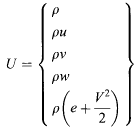 U = { ρ
ρu
ρv
ρw
ρ(e + V²/2) }